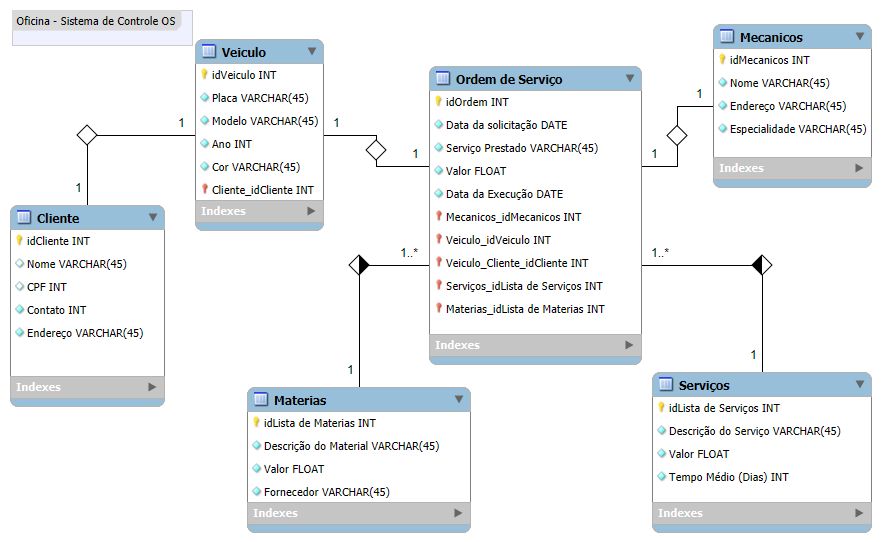 Oficina - Sistema de Controle OS
Veiculo
idVeiculo INT
Placa VARCHAR(45)
Modelo VARCHAR(45)
Ano INT
Cor VARCHAR(45)
Cliente_idCliente INT
Indexes
Ordem de Serviço
idOrdem INT
Data da solicitação DATE
Serviço Prestado VARCHAR(45)
Valor FLOAT
Data da Execução DATE
Mecanicos_idMecanicos INT
Veiculo_idVeiculo INT
Veiculo_Cliente_idCliente INT
Serviços_idLista de Serviços INT
Materias_idLista de Materias INT
Indexes
Mecanicos
idMecanicos INT
Nome VARCHAR(45)
Endereço VARCHAR(45)
Especialidade VARCHAR(45)
Indexes
1
1
1
1
1
1
Cliente
idCliente INT
Nome VARCHAR(45)
CPF INT
Contato INT
Endereço VARCHAR(45)
Indexes
1..*
1
1..*
1
Materias
idLista de Materias INT
Descrição do Material VARCHAR(45)
Valor FLOAT
Fornecedor VARCHAR(45)
Indexes
Serviços
idLista de Serviços INT
Descrição do Serviço VARCHAR(45)
Valor FLOAT
Tempo Médio (Dias) INT
Indexes